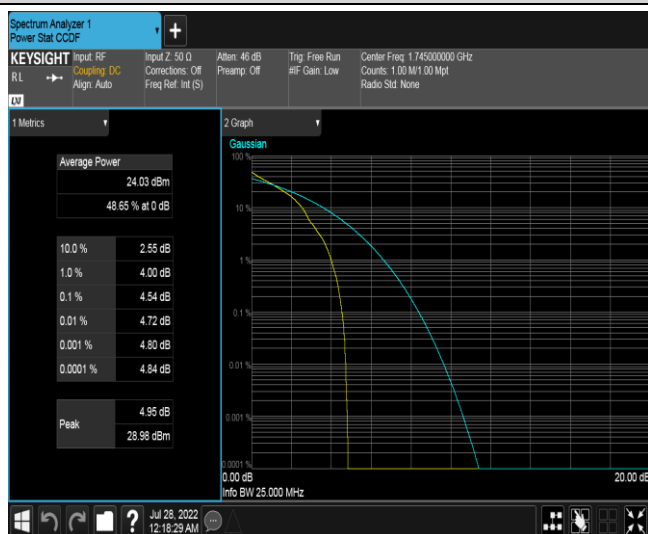 Spectrum Analyzer 1
Power Stat CCDF
+
KEYSIGHT
RL
LXI
Input: RF
Coupling: DC
Align: Auto
Input Z: 50 Ω
Corrections: Off
Freq Ref: Int (S)
Atten: 46 dB
Preamp: Off
Trig: Free Run
#IF Gain: Low
Center Freq: 1.745000000 GHz
Counts: 1.00 M/1.00 Mpt
Radio Std: None
1 Metrics
Average Power
24.03 dBm
48.65 % at 0 dB
10.0 % 2.55 dB
1.0 % 4.00 dB
0.1 % 4.54 dB
0.01 % 4.72 dB
0.001 % 4.80 dB
0.0001 % 4.84 dB
Peak
4.95 dB
28.98 dBm
2 Graph
Gaussian
100 %
10 %
1 %
0.1 %
0.01 %
0.001 %
0.0001 %
0.00 dB 20.00 dB
Info BW 25.000 MHz
?
Jul 28, 2022
12:18:29 AM